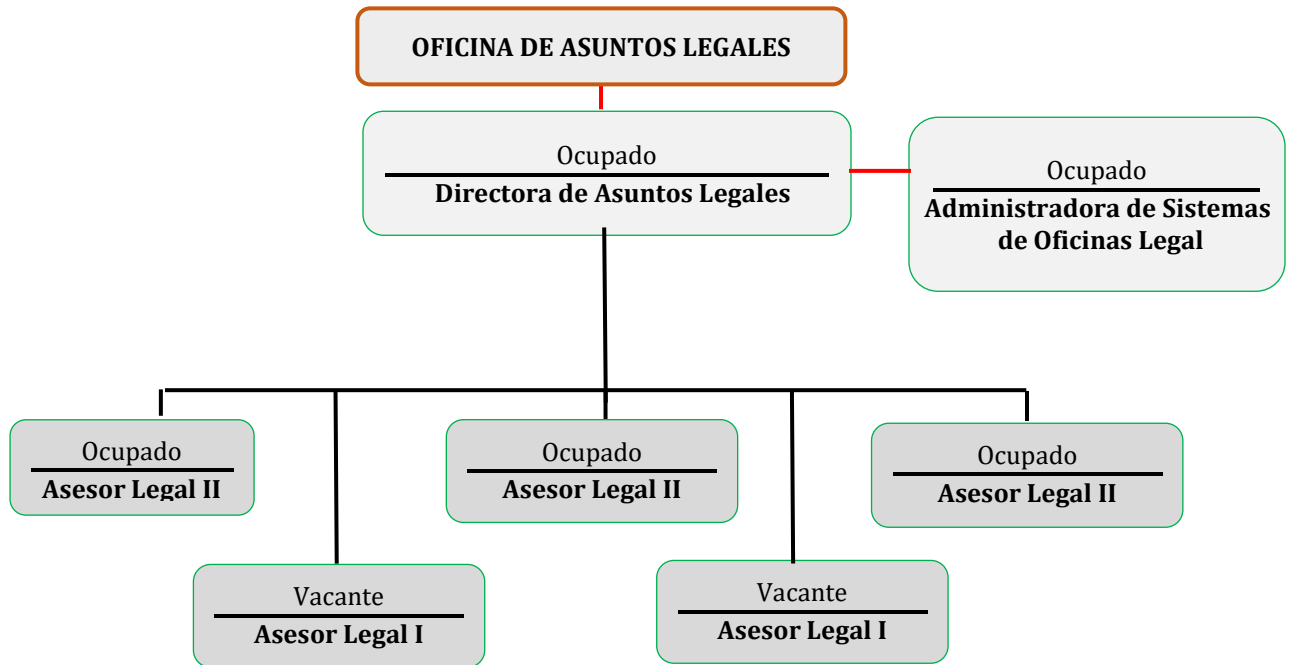 OFICINA DE ASUNTOS LEGALES
Ocupado
Directora de Asuntos Legales
Ocupado
Administradora de Sistemas
de Oficinas Legal
Ocupado
Asesor Legal II
Ocupado
Asesor Legal II
Ocupado
Asesor Legal II
Vacante
Asesor Legal I
Vacante
Asesor Legal I